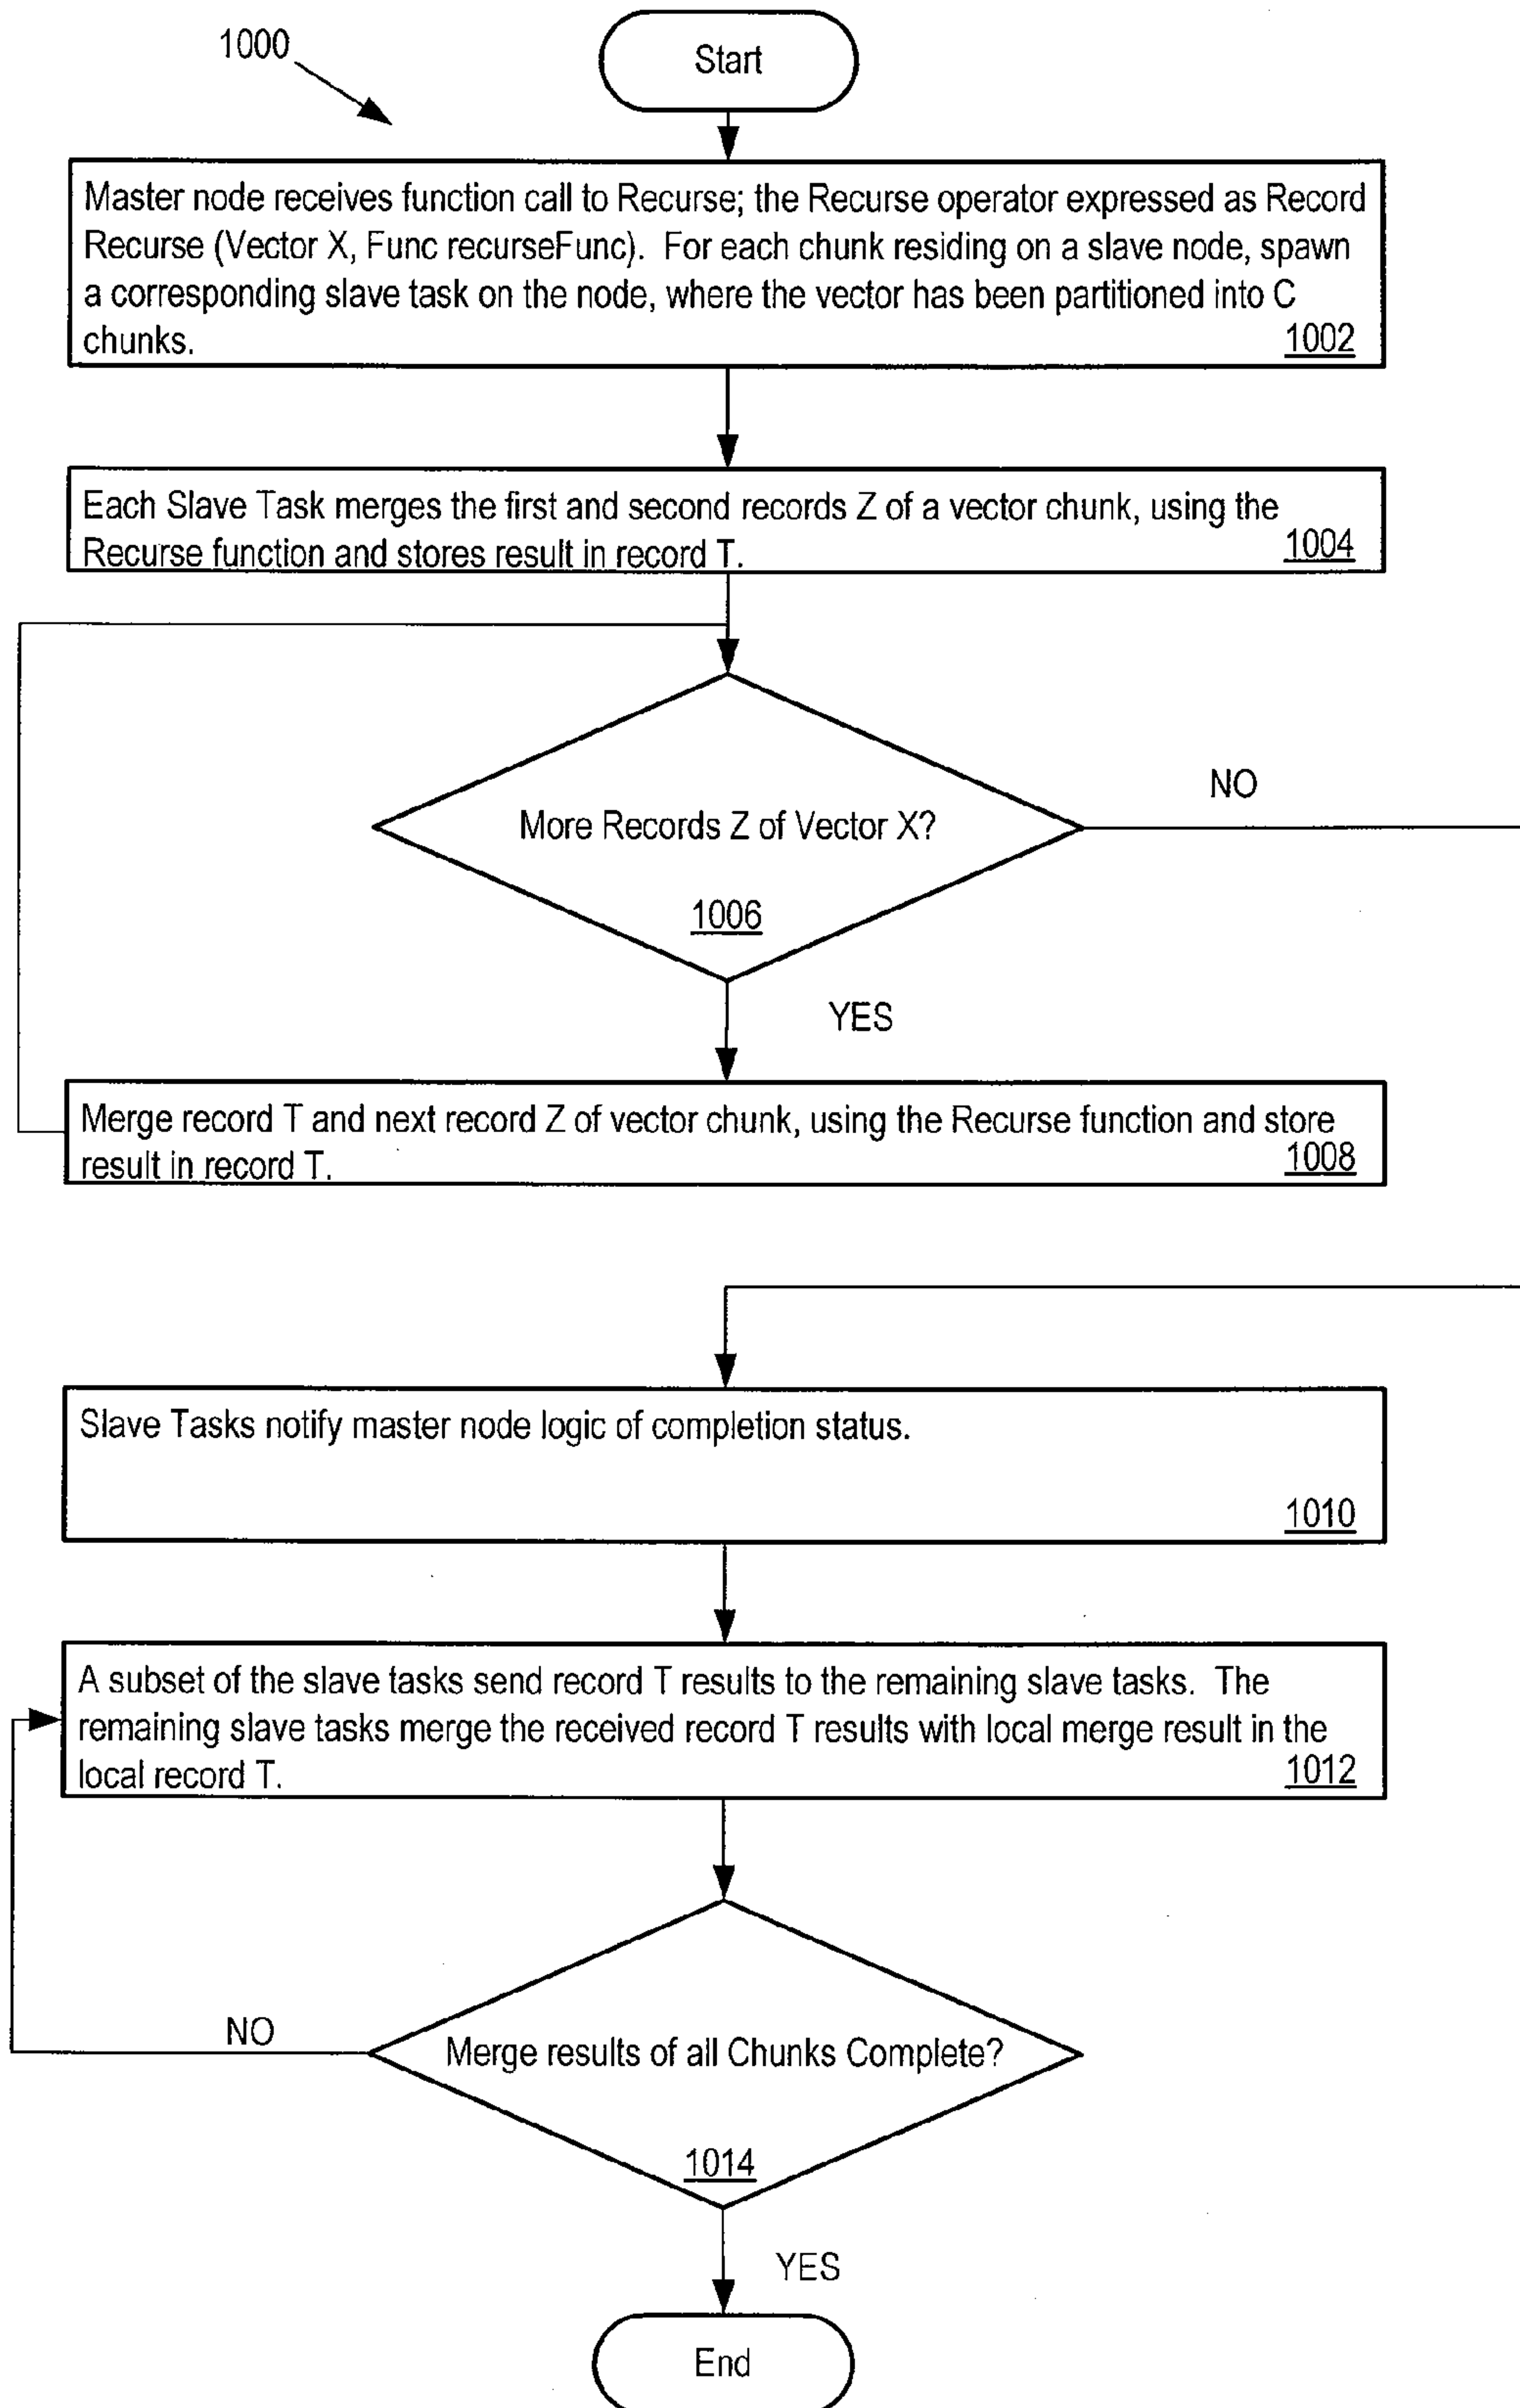 1000
Start
Master node receives function call to Recurse; the Recurse operator expressed as Record
Recurse (Vector X, Func recurseFunc). For each chunk residing on a slave node, spawn
a corresponding slave task on the node, where the vector has been partitioned into C
chunks.
1002
Each Slave Task merges the first and second records Z of a vector chunk, using the
Recurse function and stores result in record T.
1004
More Records Z of Vector X?
1006
NO
YES
Merge record T and next record Z of vector chunk, using the Recurse function and store
result in record T.
1008
Slave Tasks notify master node logic of completion status.
1010
A subset of the slave tasks send record T results to the remaining slave tasks. The
remaining slave tasks merge the received record T results with local merge result in the
local record T.
1012
NO
Merge results of all Chunks Complete?
1014
YES
End